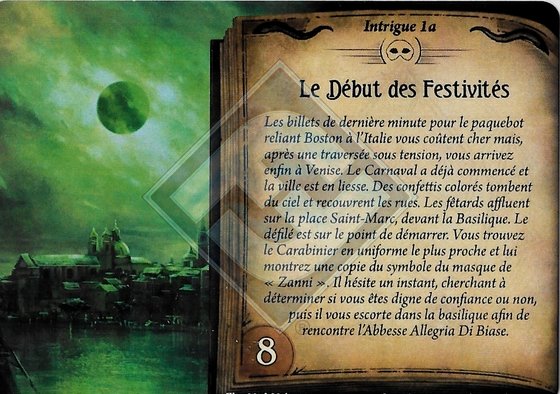 Intrigue 1a
Le Début des Festivités
Les billets de dernière minute pour le paquebot
reliant Boston à l'Italie vous coûtent cher mais,
après une traversée sous tension, vous arrivez
enfin à Venise. Le Carnaval a déjà commencé et
la ville est en liesse. Des confettis colorés tombent
du ciel et recouvrent les rues. Les fêtards affluent
sur la place Saint-Marc, devant la Basilique. Le
défilé est sur le point de démarrer. Vous trouvez
le Carabinier en uniforme le plus proche et lui
montrez une copie du symbole du masque de
« Zanni ». Il hésite un instant, cherchant à
déterminer si vous êtes digne de confiance ou non,
puis il vous escorte dans la basilique afin de
rencontre l'Abbesse Allegria Di Biase.
8